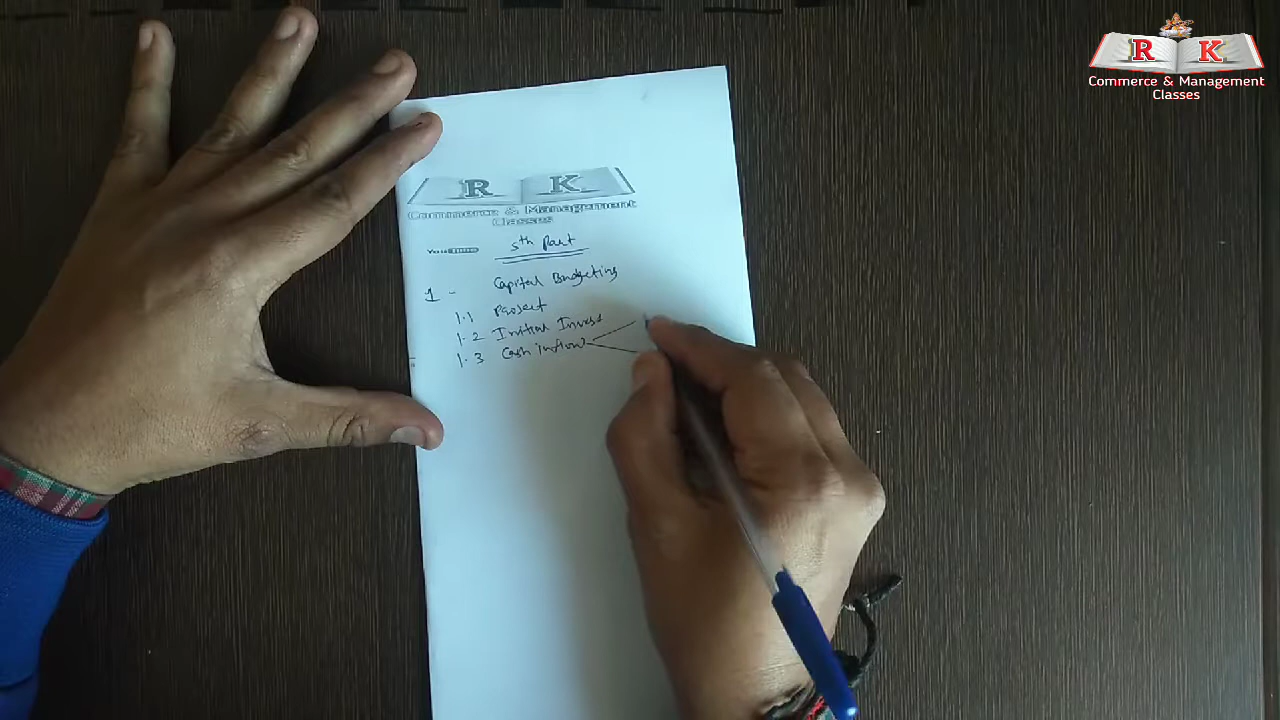 R K
Commerce & Management
Classes
R K
Commerce & Management
Classes
YouTube
5th Part
1 - Capital Budgeting
1.1 Project
1.2 Initial Invest
1.3 Cash inflow